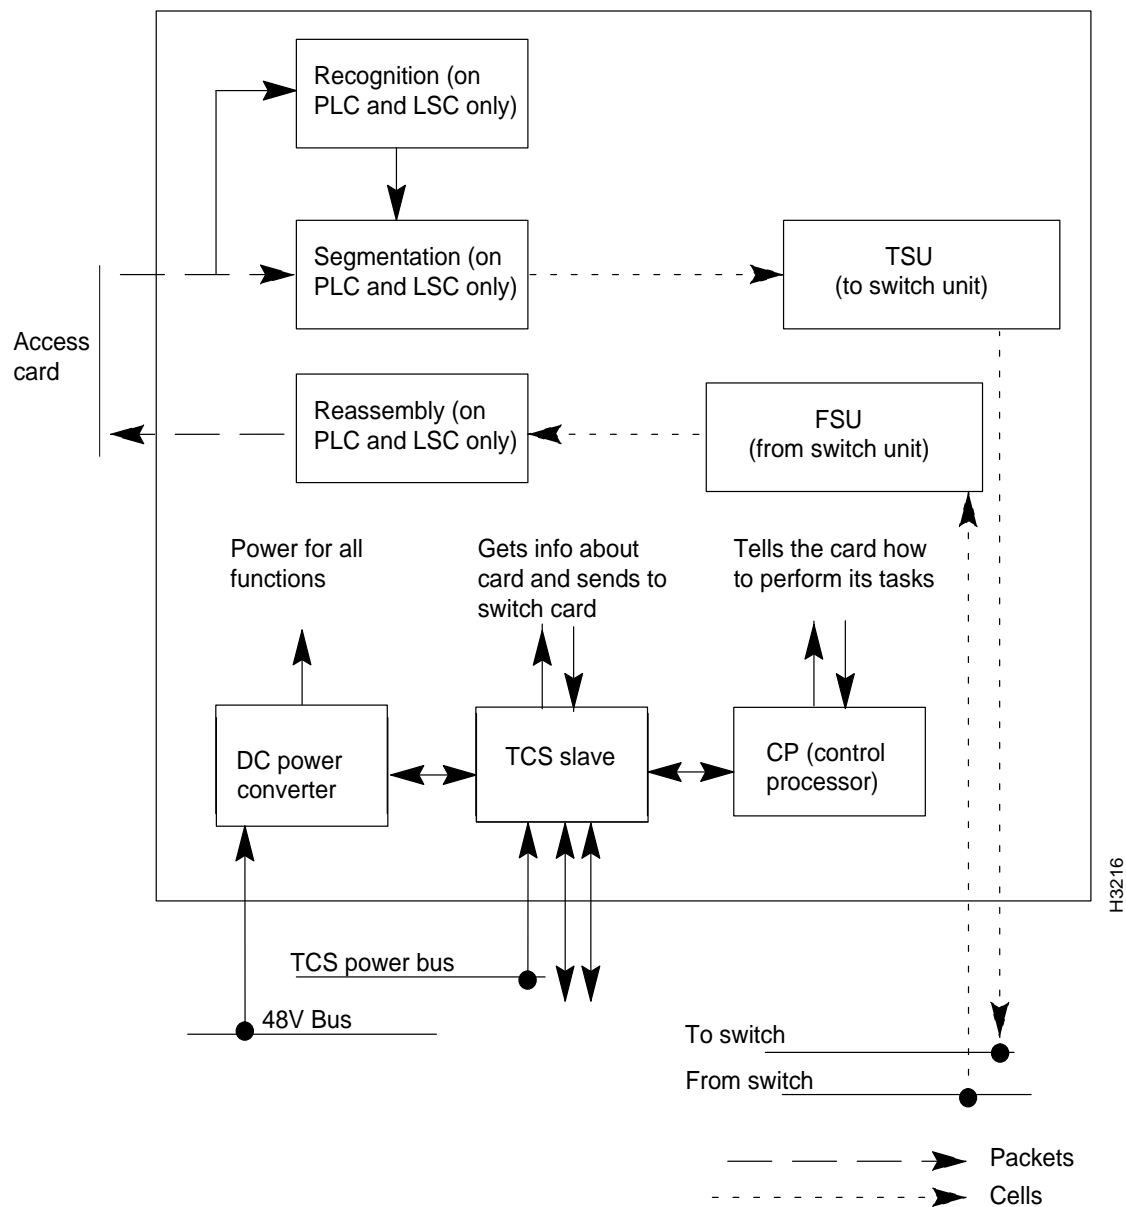 Recognition (on
PLC and LSC only)
Segmentation (on
PLC and LSC only)
TSU
(to switch unit)
Access
card
Reassembly (on
PLC and LSC only)
FSU
(from switch unit)
Power for all
functions
Gets info about
card and sends to
switch card
Tells the card how
to perform its tasks
DC power
converter
TCS slave
CP (control
processor)
H3216
TCS power bus
48V Bus
To switch
From switch
Packets
Cells